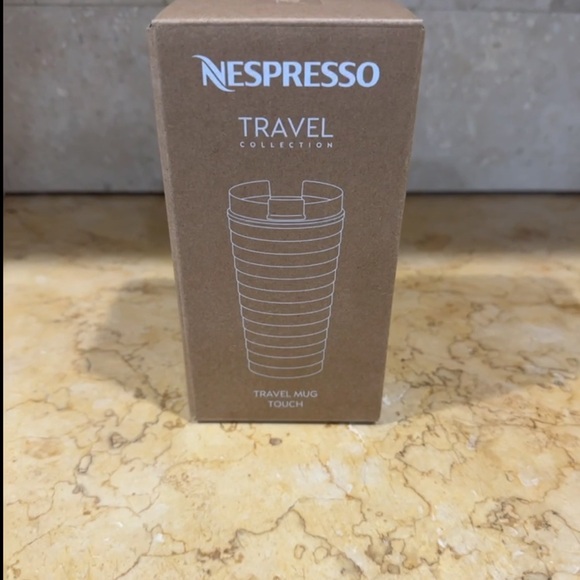 NESPRESSO
TRAVEL
COLLECTION
TRAVEL MUG
TOUCH